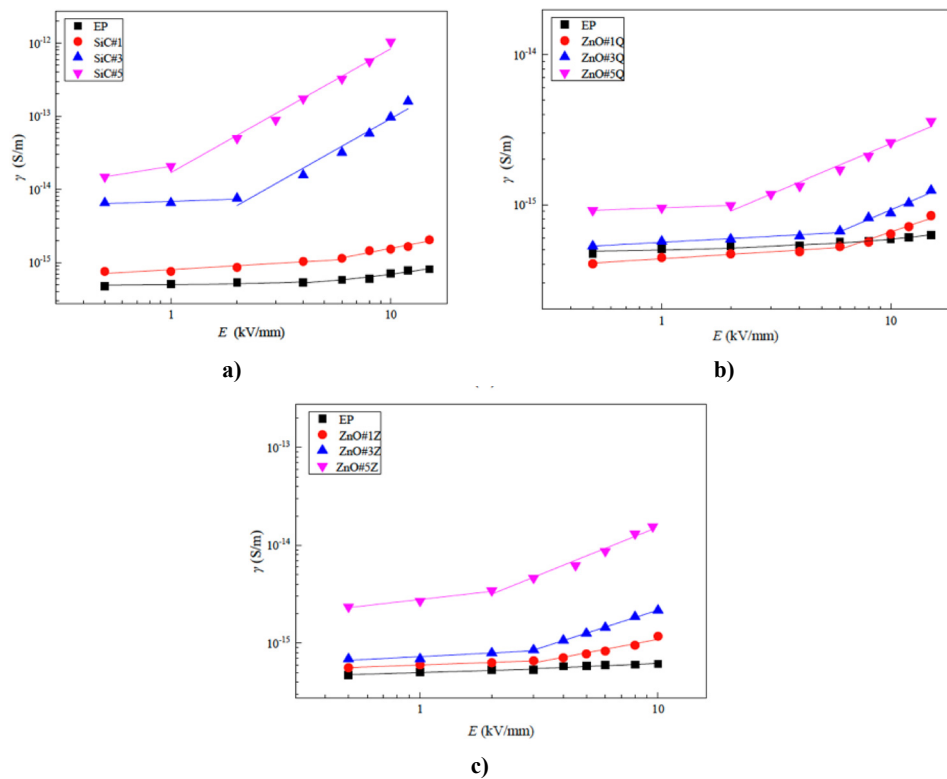 EP
SiC#1
SiC#3
SiC#5
10⁻¹²
10⁻¹³
10⁻¹⁴
10⁻¹⁵
γ (S/m)
1
10
E (kV/mm)
a)
EP
ZnO#1Q
ZnO#3Q
ZnO#5Q
10⁻¹⁴
10⁻¹⁵
γ (S/m)
1
10
E (kV/mm)
b)
EP
ZnO#1Z
ZnO#3Z
ZnO#5Z
10⁻¹³
10⁻¹⁴
10⁻¹⁵
γ (S/m)
1
10
E (kV/mm)
c)